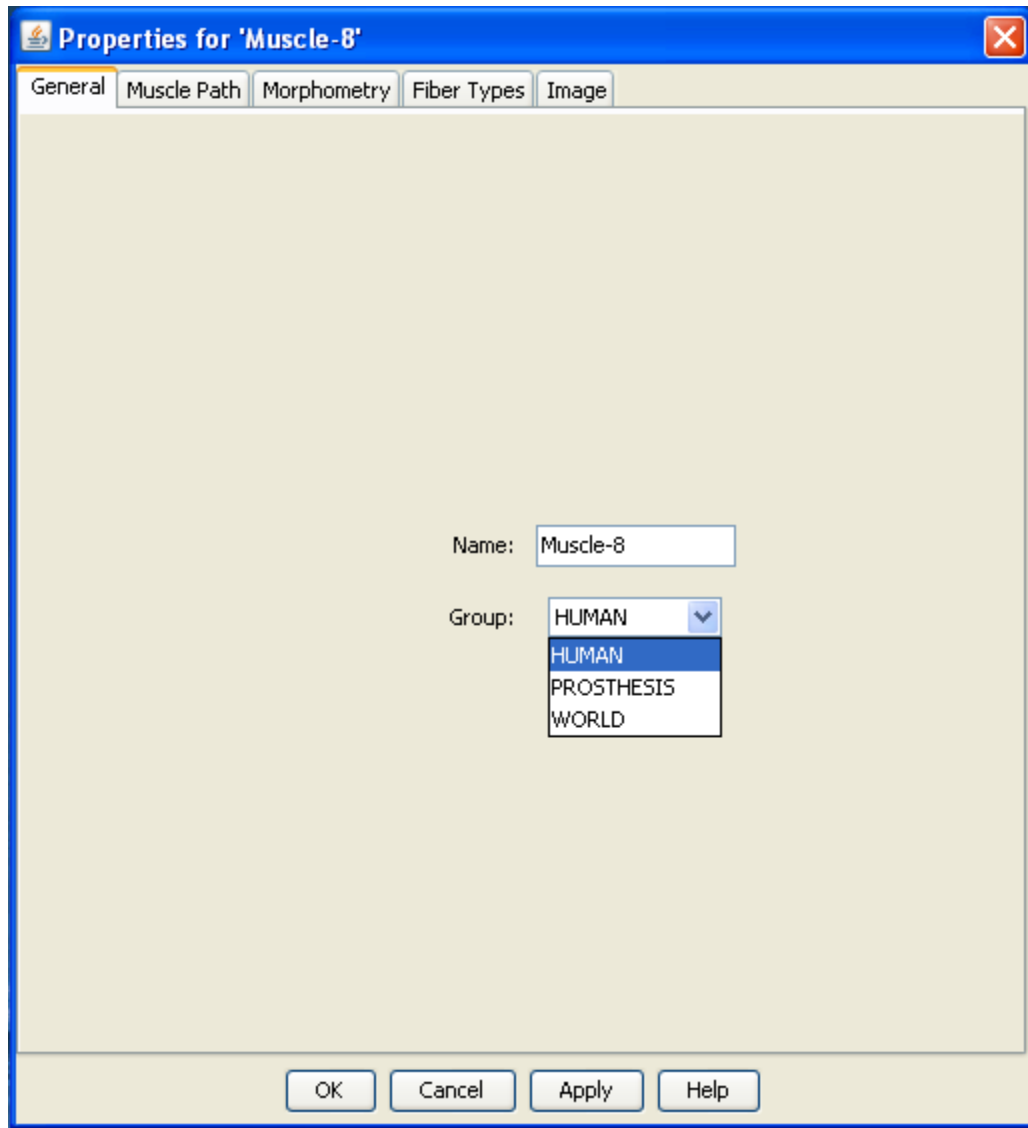 Properties for 'Muscle-8'
General Muscle Path Morphometry Fiber Types Image
Name: Muscle-8
Group: HUMAN
HUMAN
PROSTHESIS
WORLD
OK Cancel Apply Help